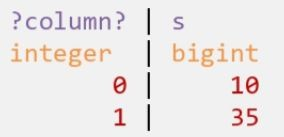 ?column? | s
integer | bigint
0 | 10
1 | 35